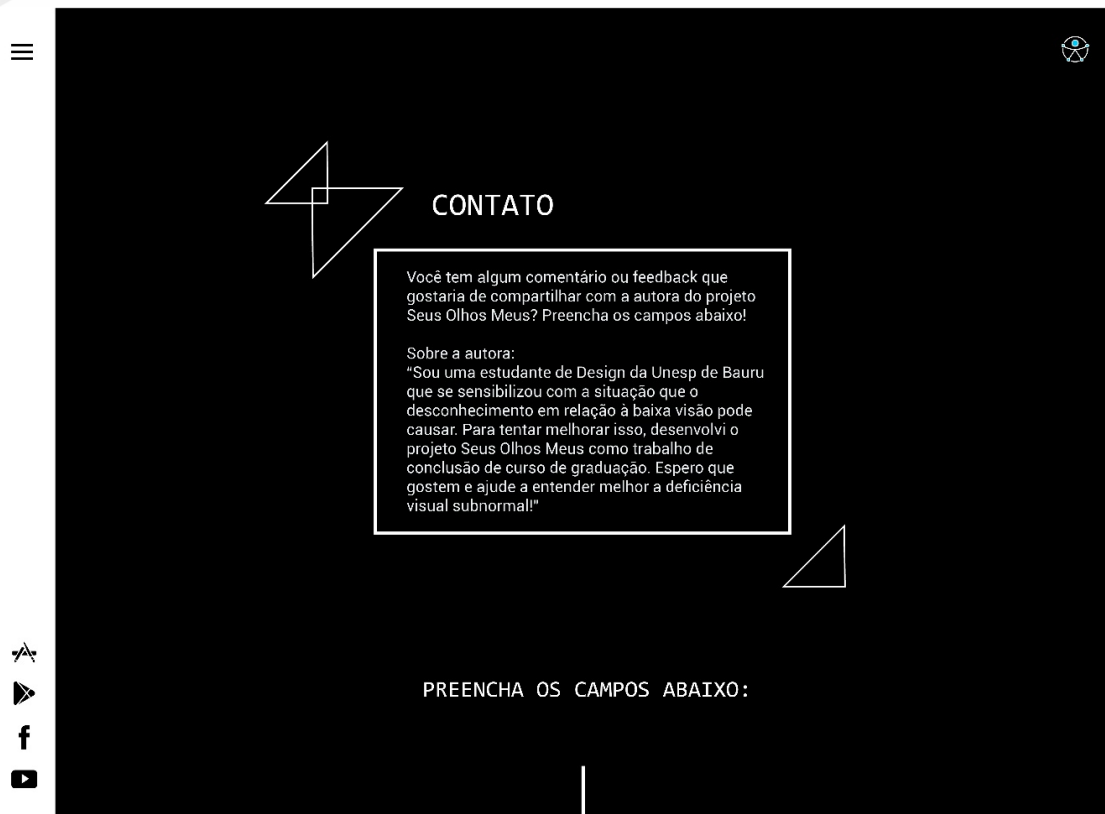 CONTATO
Você tem algum comentário ou feedback que
gostaria de compartilhar com a autora do projeto
Seus Olhos Meus? Preencha os campos abaixo!
Sobre a autora:
“Sou uma estudante de Design da Unesp de Bauru
que se sensibilizou com a situação que o
desconhecimento em relação à baixa visão pode
causar. Para tentar melhorar isso, desenvolvi o
projeto Seus Olhos Meus como trabalho de
conclusão de curso de graduação. Espero que
gostem e ajude a entender melhor a deficiência
visual subnormal!"
PREENCHA OS CAMPOS ABAIXO: